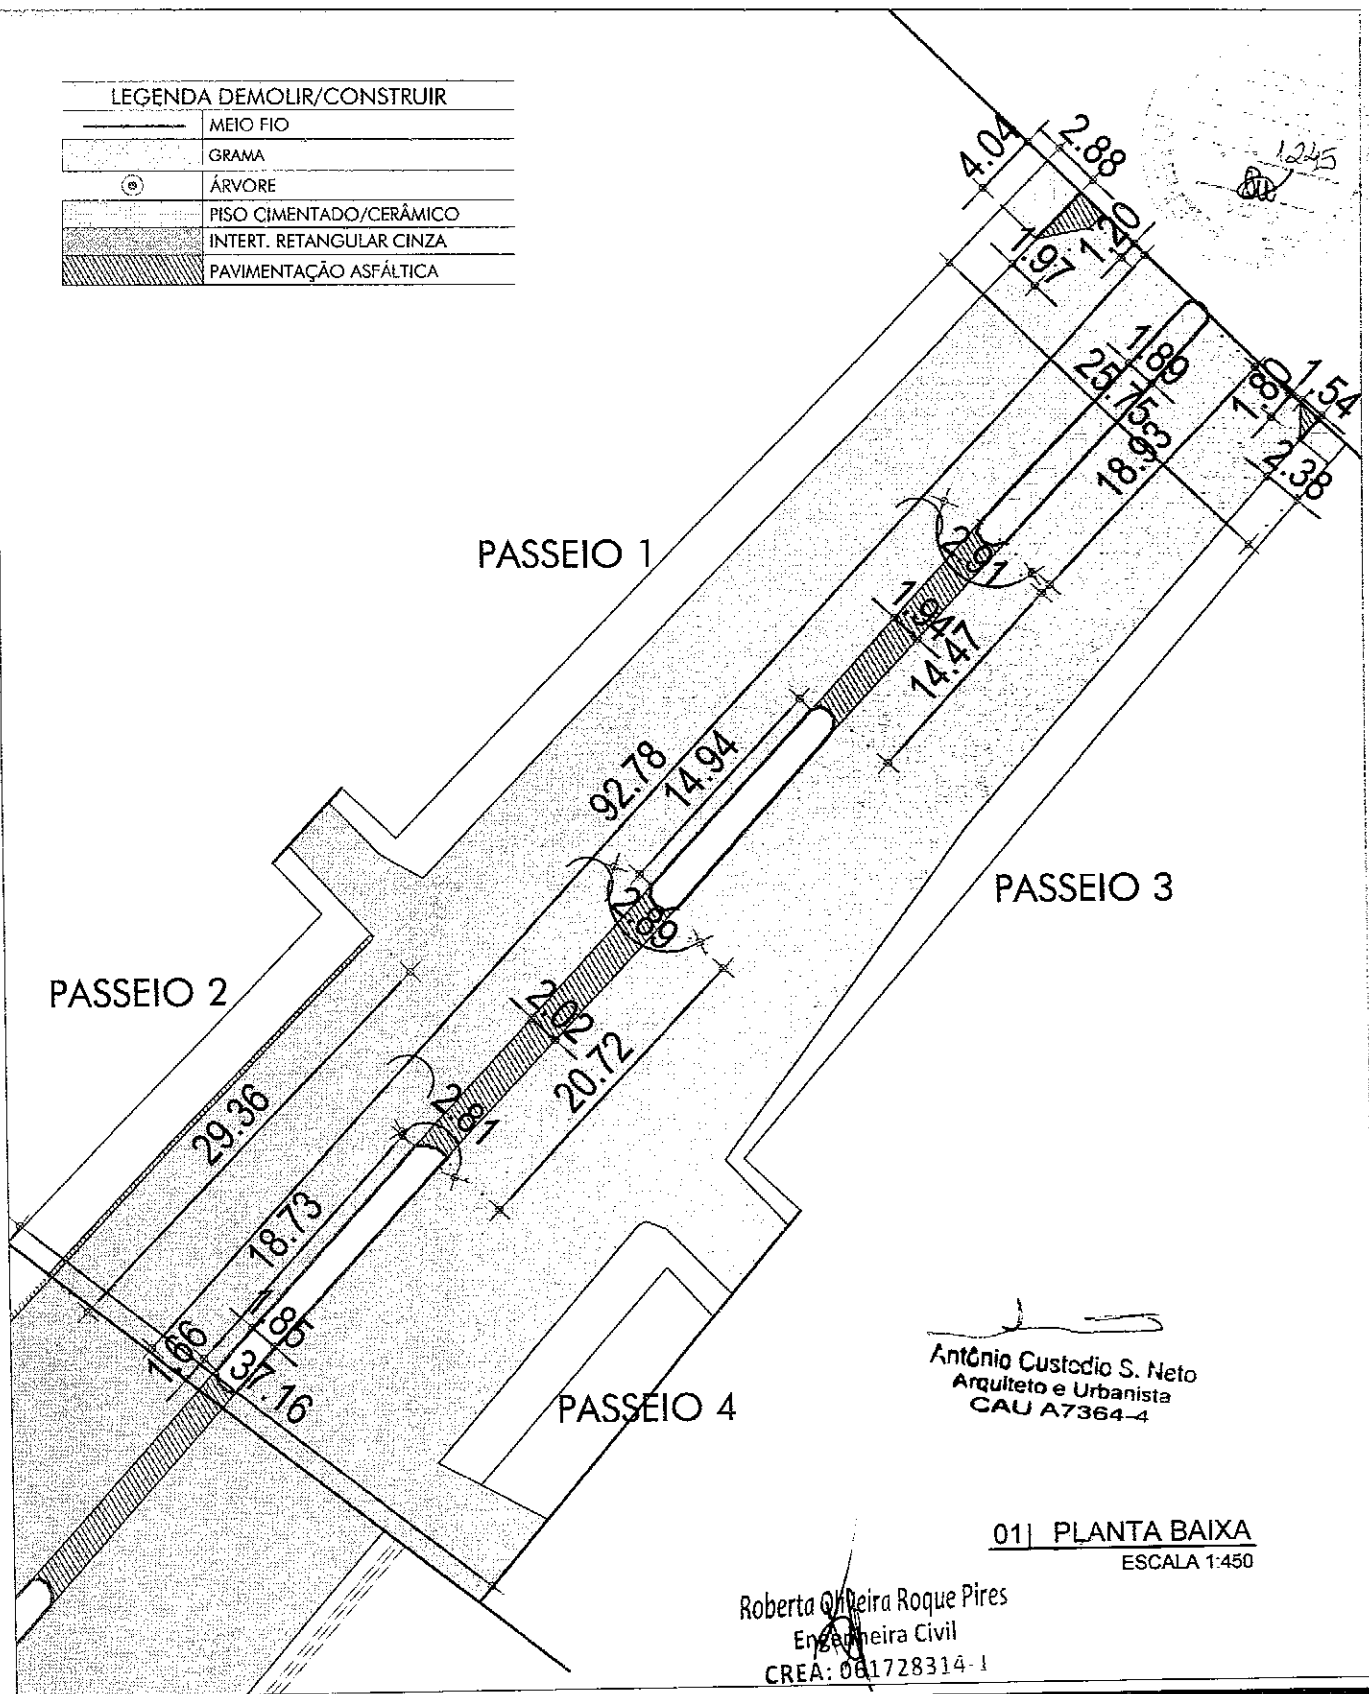 LEGENDA DEMOLIR/CONSTRUIR
MEIO FIO
GRAMA
ÁRVORE
PISO CIMENTADO/CERÂMICO
INTERT. RETANGULAR CINZA
PAVIMENTAÇÃO ASFÁLTICA
1245
4.04
2.88
1.20
1.97
1.89
25.75
18.93
1.80
1.54
2.38
PASSEIO 1
2.91
1.94
14.47
92.78
14.94
PASSEIO 3
2.89
PASSEIO 2
2.02
20.72
2.81
29.36
18.73
1.85
1.66
37.16
PASSEIO 4
Antônio Custodio S. Neto
Arquiteto e Urbanista
CAU A7364-4
01| PLANTA BAIXA
ESCALA 1:450
Roberta Oliveira Roque Pires
Engenheira Civil
CREA: 061728314-1